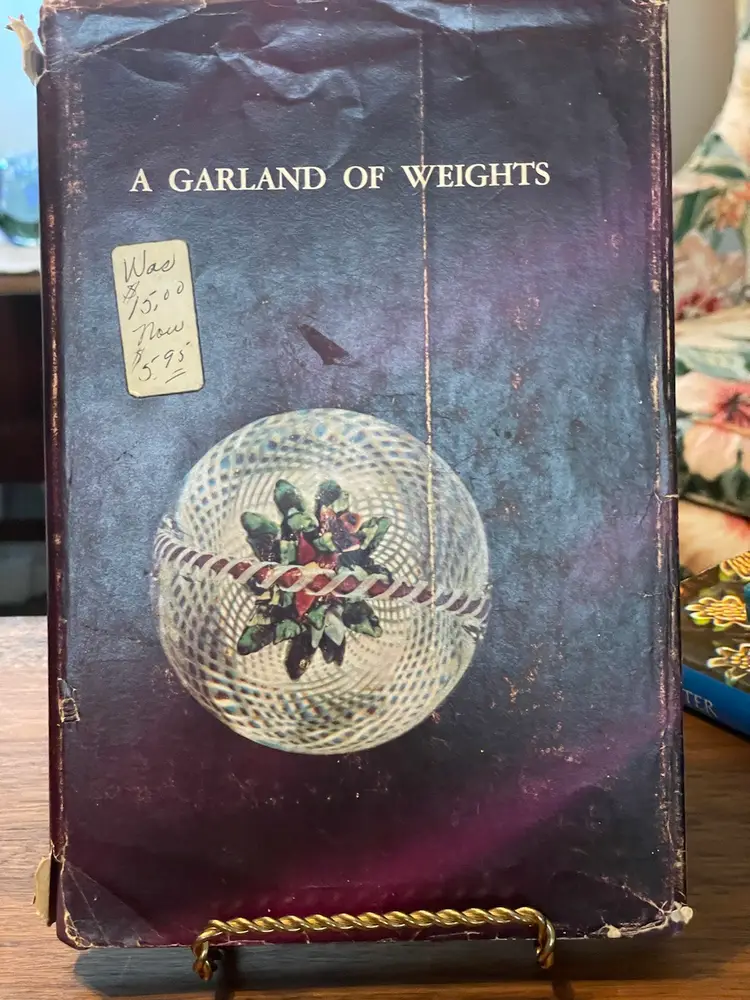 A GARLAND OF WEIGHTS
Was
$15.00
Now
$5.95
TER